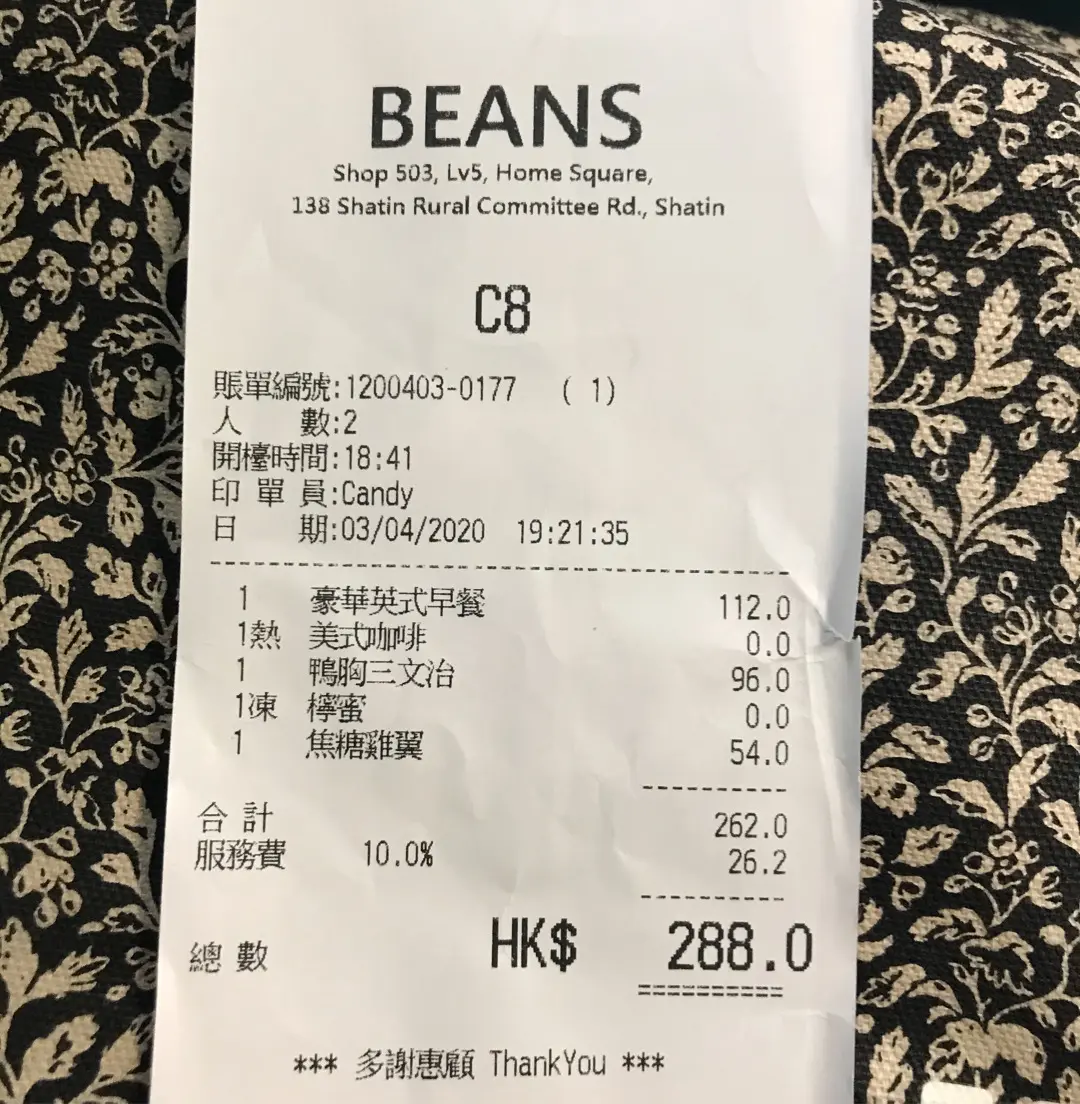 BEANS
Shop 503, Lv5, Home Square,
138 Shatin Rural Committee Rd., Shatin
C8
賬單編號:1200403-0177 ( 1)
人 數:2
開檯時間:18:41
印 單 員:Candy
日 期:03/04/2020 19:21:35
1 豪華英式早餐 112.0
1熱 美式咖啡 0.0
1 鴨胸三文治 96.0
1凍 檸蜜 0.0
1 焦糖雞翼 54.0
合 計 262.0
服務費 10.0% 26.2
總 數 HK$ 288.0
*** 多謝惠顧 ThankYou ***